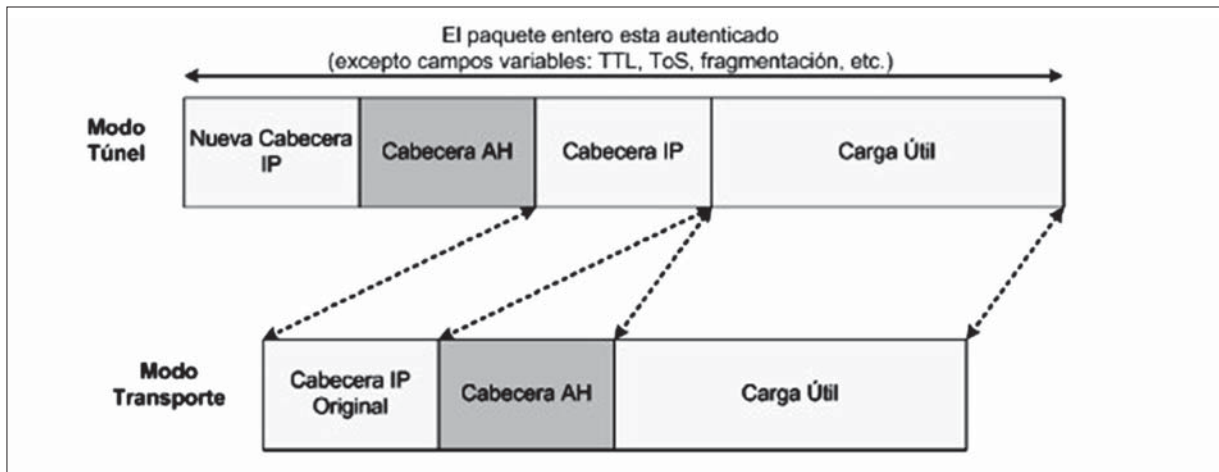 El paquete entero esta autenticado
(excepto campos variables: TTL, ToS, fragmentación, etc.)
Modo
Túnel
Nueva Cabecera
IP
Cabecera AH
Cabecera IP
Carga Útil
Modo
Transporte
Cabecera IP
Original
Cabecera AH
Carga Útil